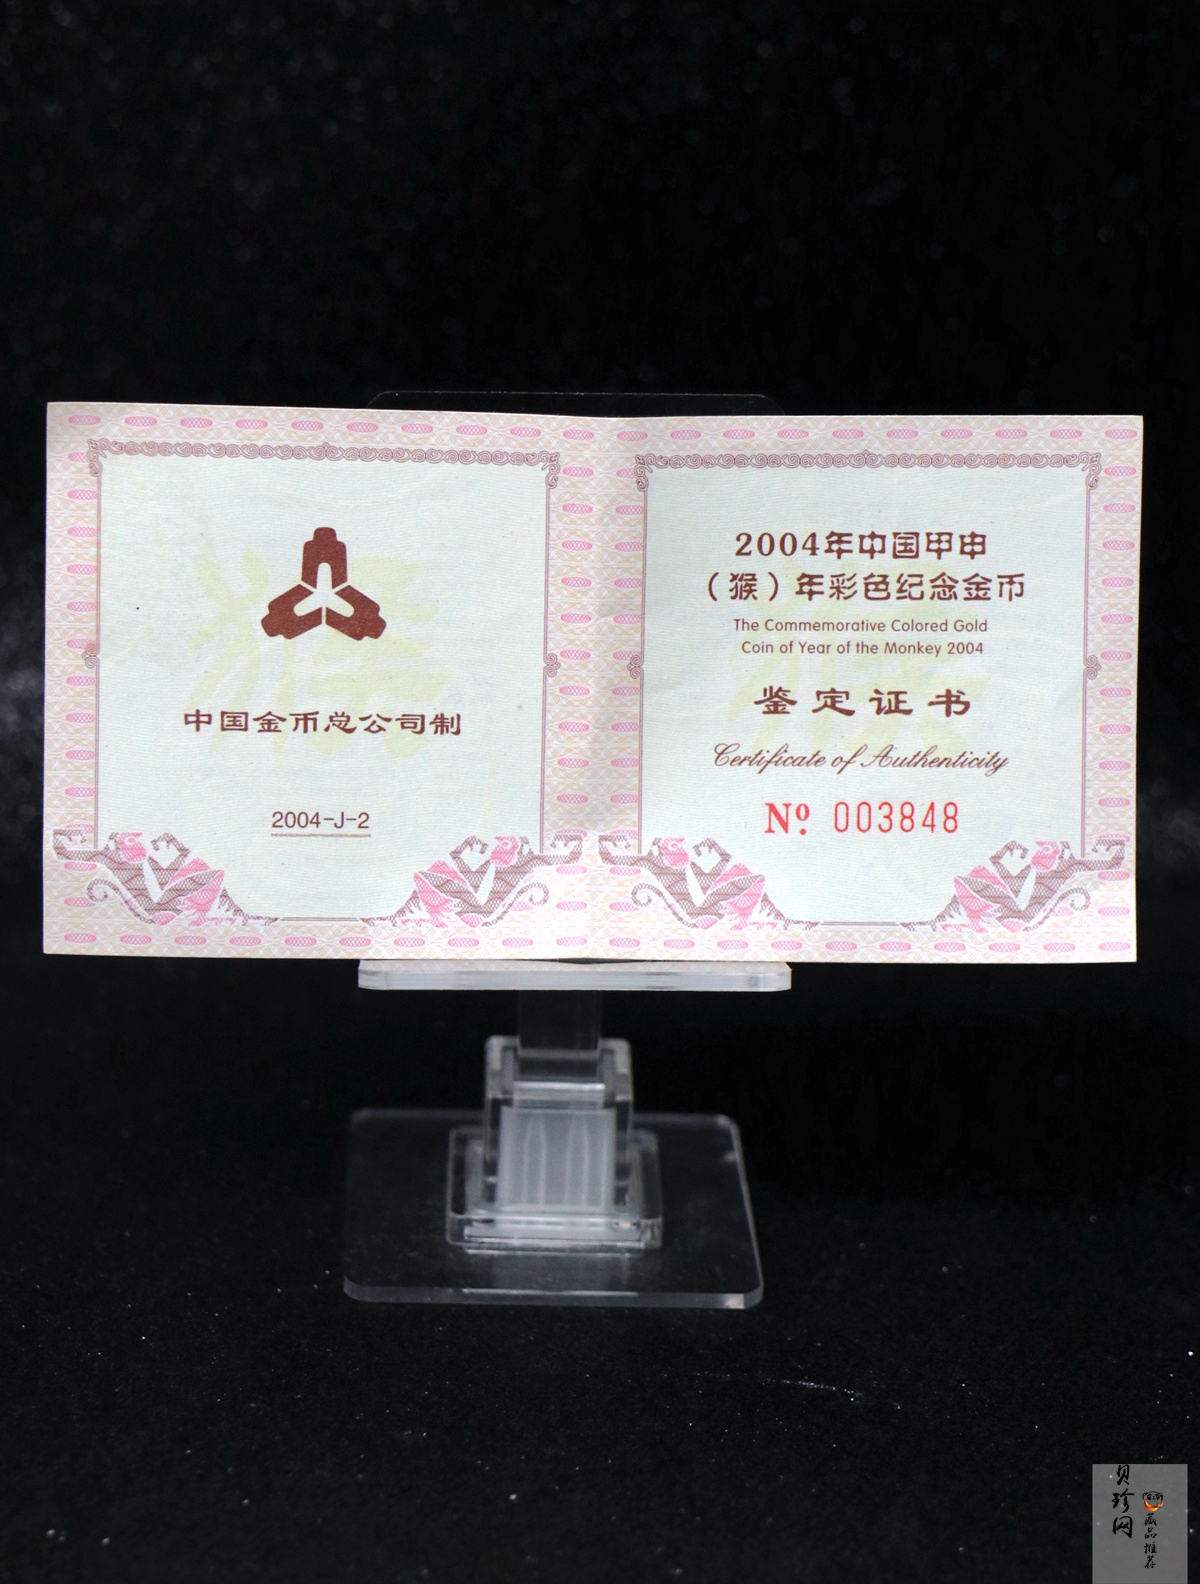 中国金币总公司制
2004-J-2
2004年中国甲申
（猴）年彩色纪念金币
The Commemorative Colored Gold
Coin of Year of the Monkey 2004
鉴定证书
Certificate of Authenticity
Nº 003848
贝珍网
藏品推荐